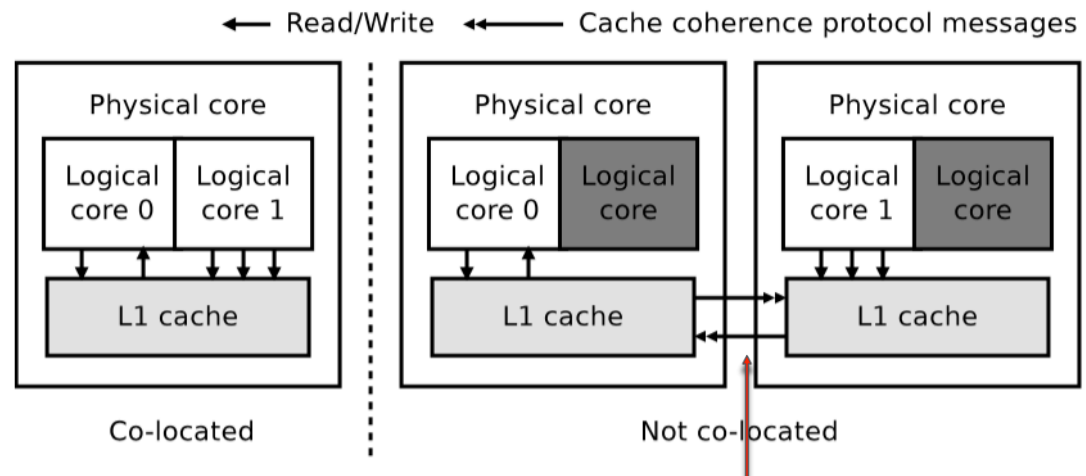 Read/Write Cache coherence protocol messages
Physical core Physical core Physical core
Logical core 0
Logical core 1
Logical core 0
Logical core
Logical core 1
Logical core
L1 cache L1 cache L1 cache
Co-located Not co-located